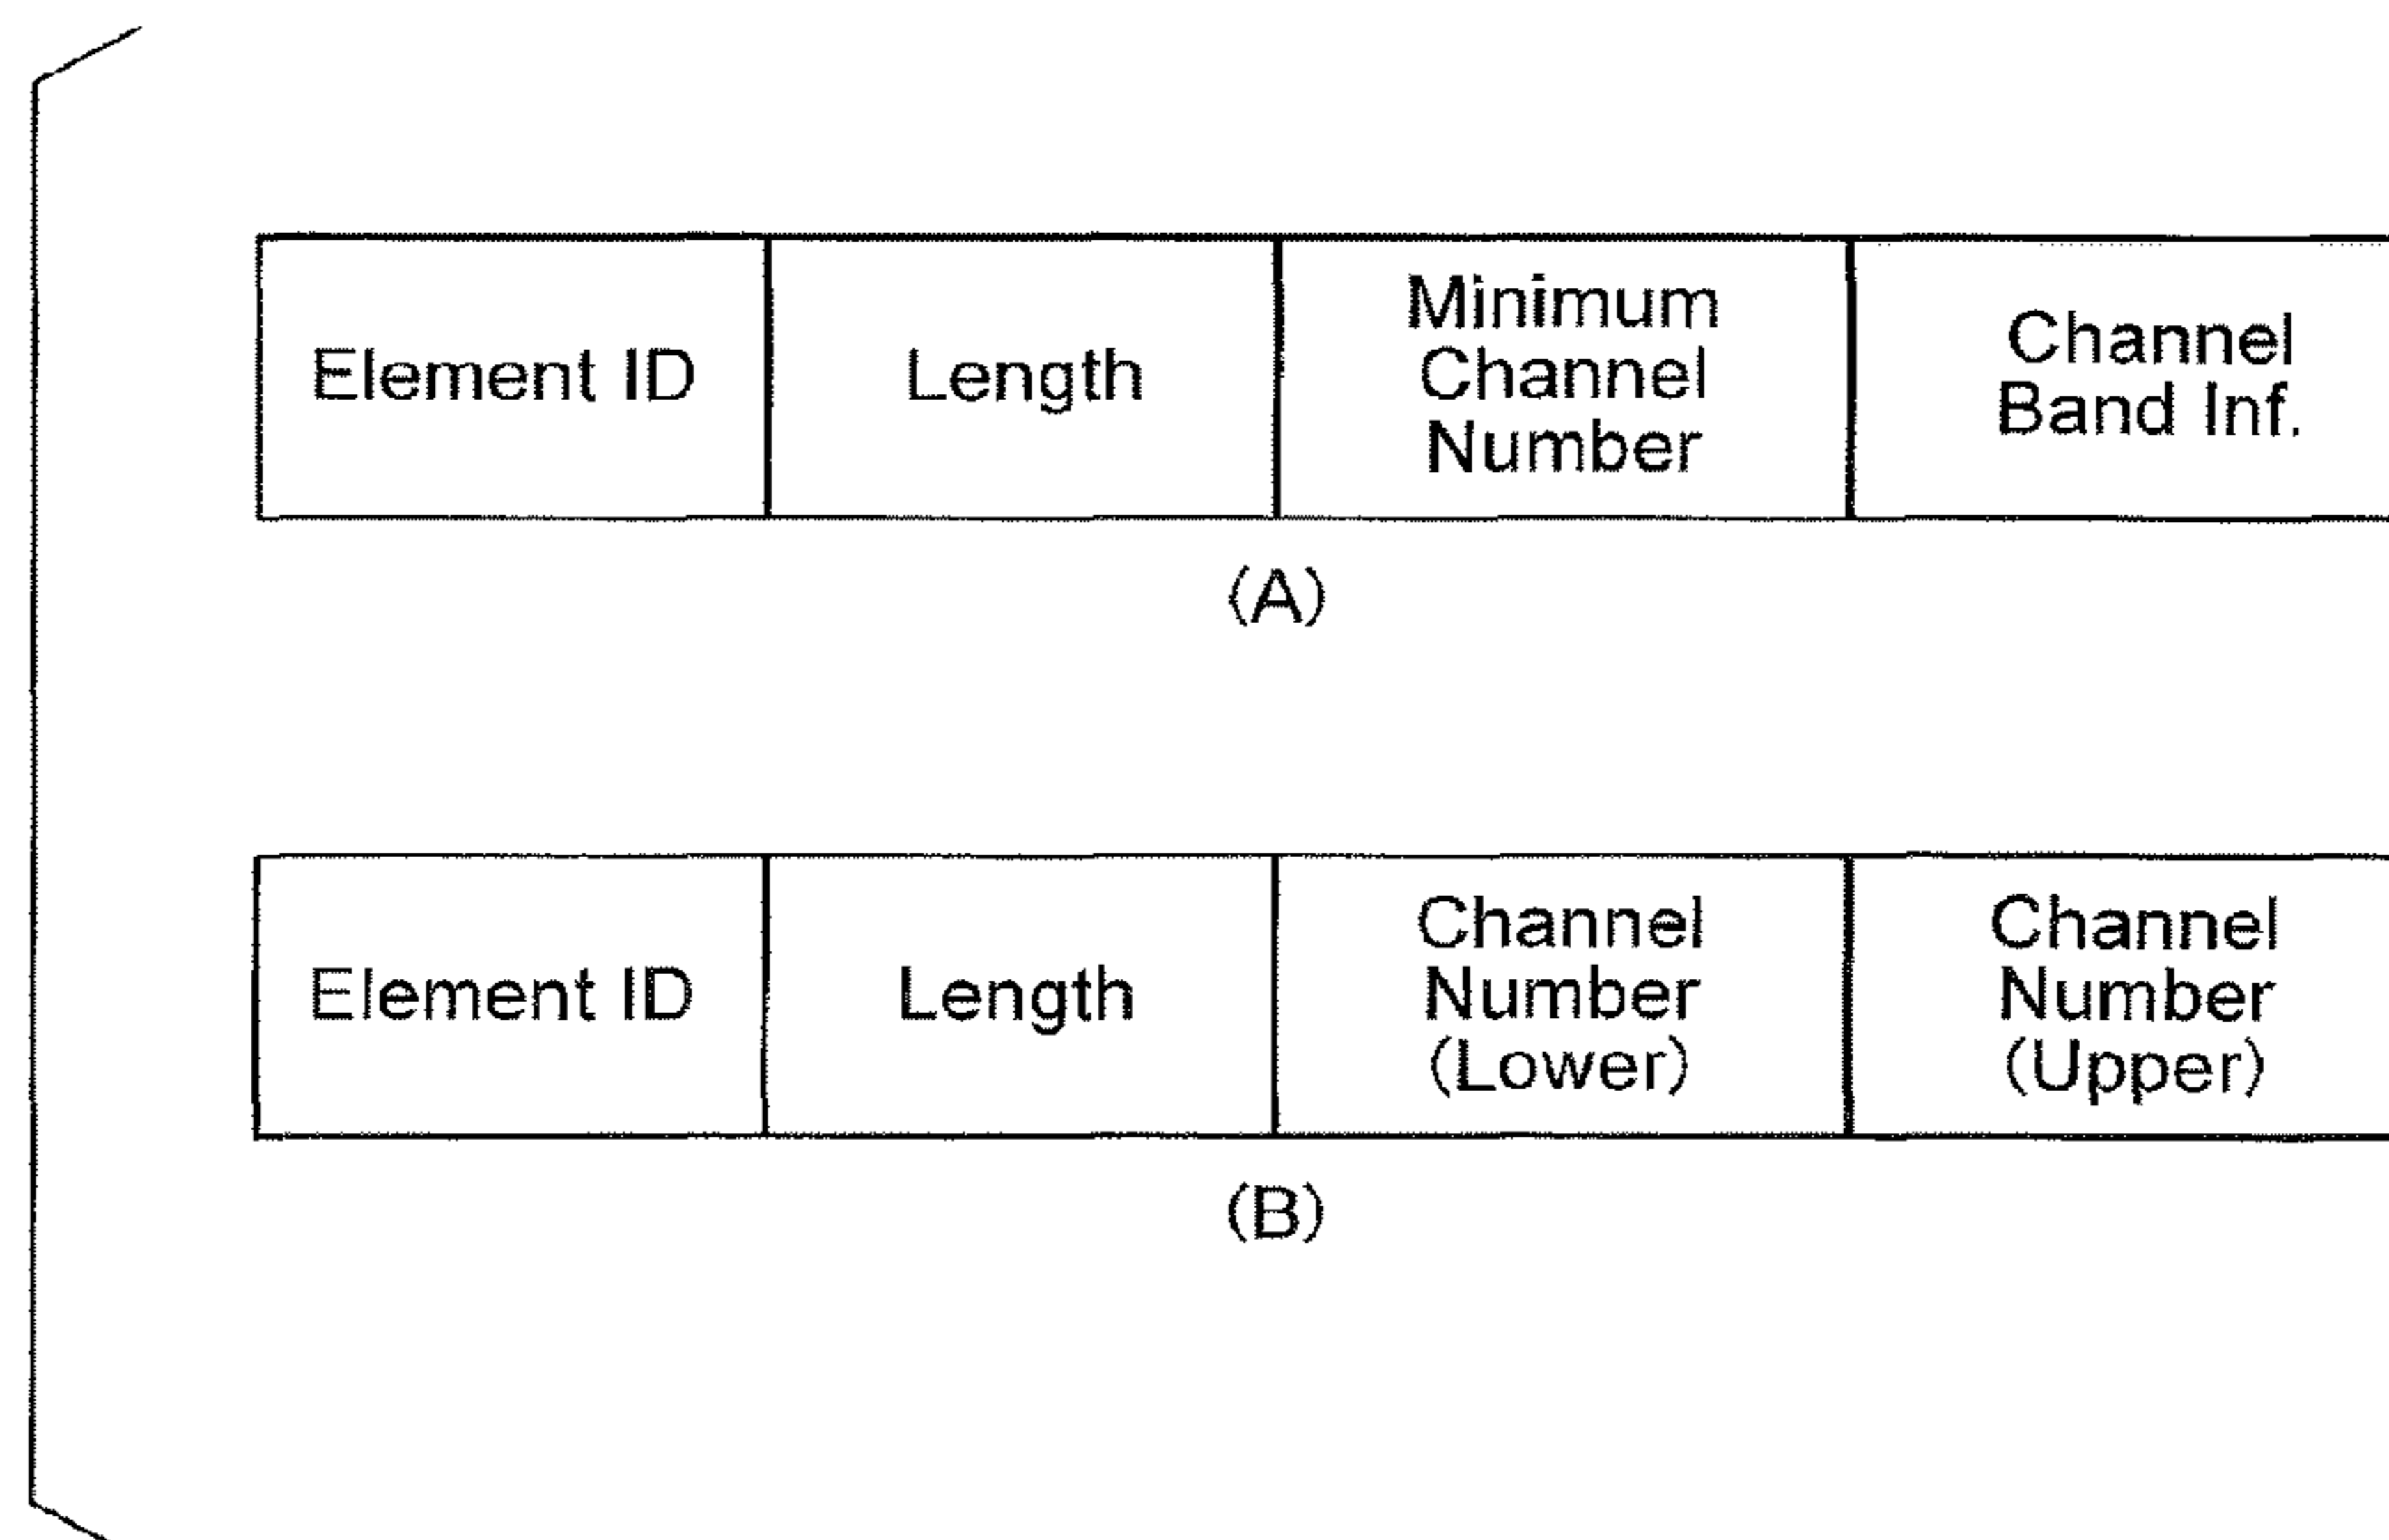 Element ID
Length
Minimum
Channel
Number
Channel
Band Inf.
(A)
Element ID
Length
Channel
Number
(Lower)
Channel
Number
(Upper)
(B)